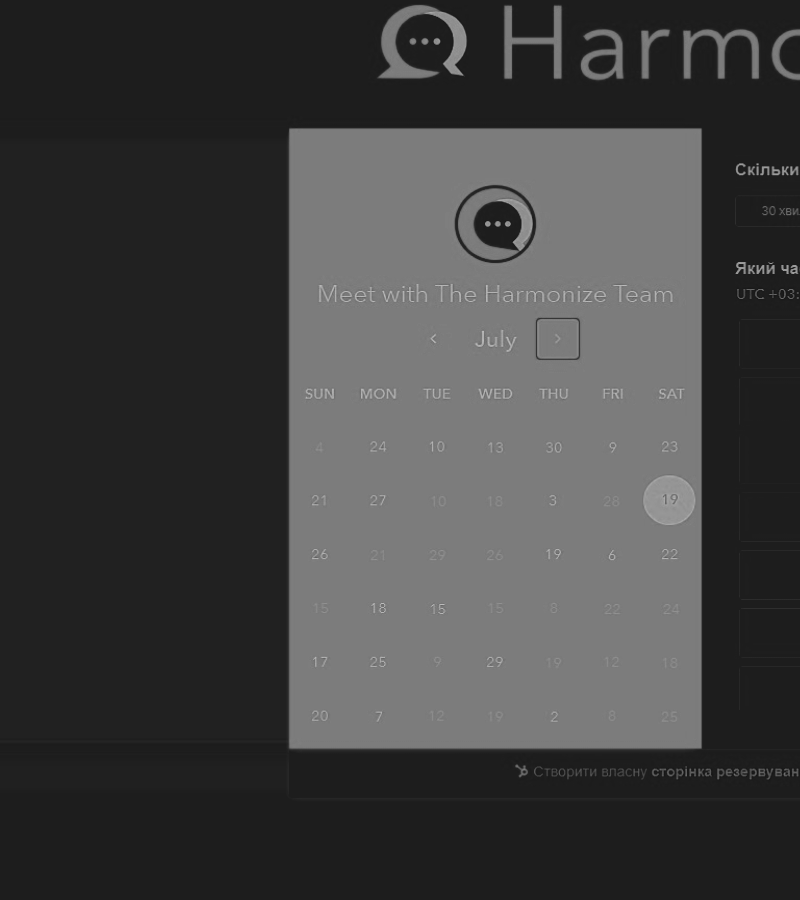 Harmo
Meet with The Harmonize Team
July
SUN MON TUE WED THU FRI SAT
4 24 10 13 30 9 23
21 27 10 18 3 28 19
26 21 29 26 19 6 22
15 18 15 15 8 22 24
17 25 9 29 19 12 18
20 7 12 19 2 8 25
Скільки
30 хви
Який ча
UTC +03:
Створити власну сторінка резервуван